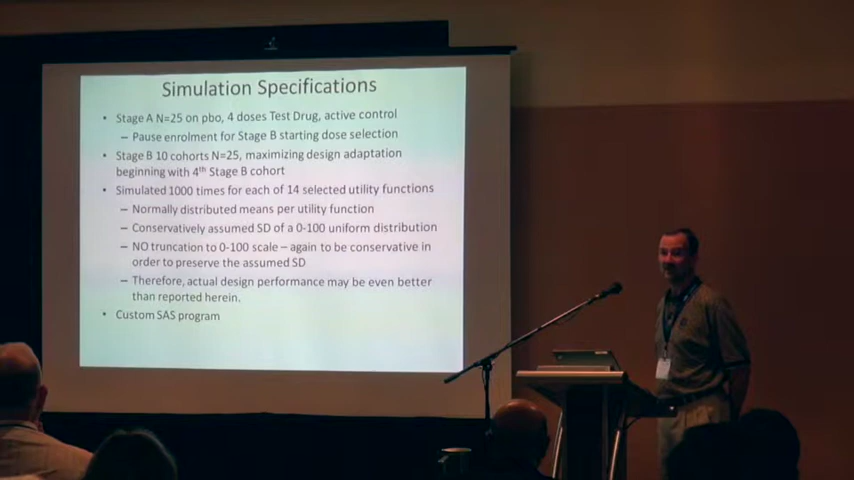 Simulation Specifications
• Stage A N=25 on pbo, 4 doses Test Drug, active control
– Pause enrolment for Stage B starting dose selection
• Stage B 10 cohorts N=25, maximizing design adaptation
beginning with 4th Stage B cohort
• Simulated 1000 times for each of 14 selected utility functions
– Normally distributed means per utility function
– Conservatively assumed SD of a 0-100 uniform distribution
– NO truncation to 0-100 scale – again to be conservative in
order to preserve the assumed SD
– Therefore, actual design performance may be even better
than reported herein.
• Custom SAS program